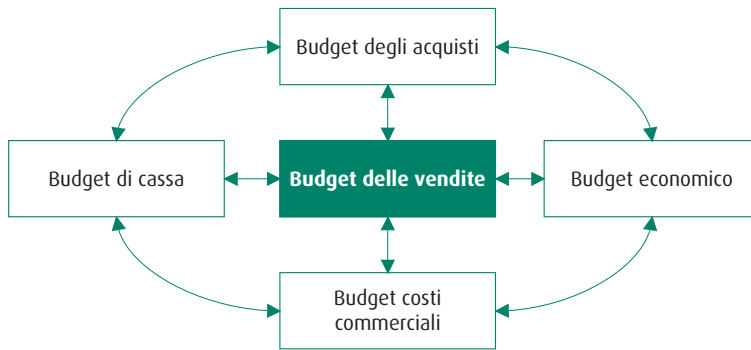 Budget degli acquisti
Budget di cassa
Budget delle vendite
Budget economico
Budget costi
commerciali